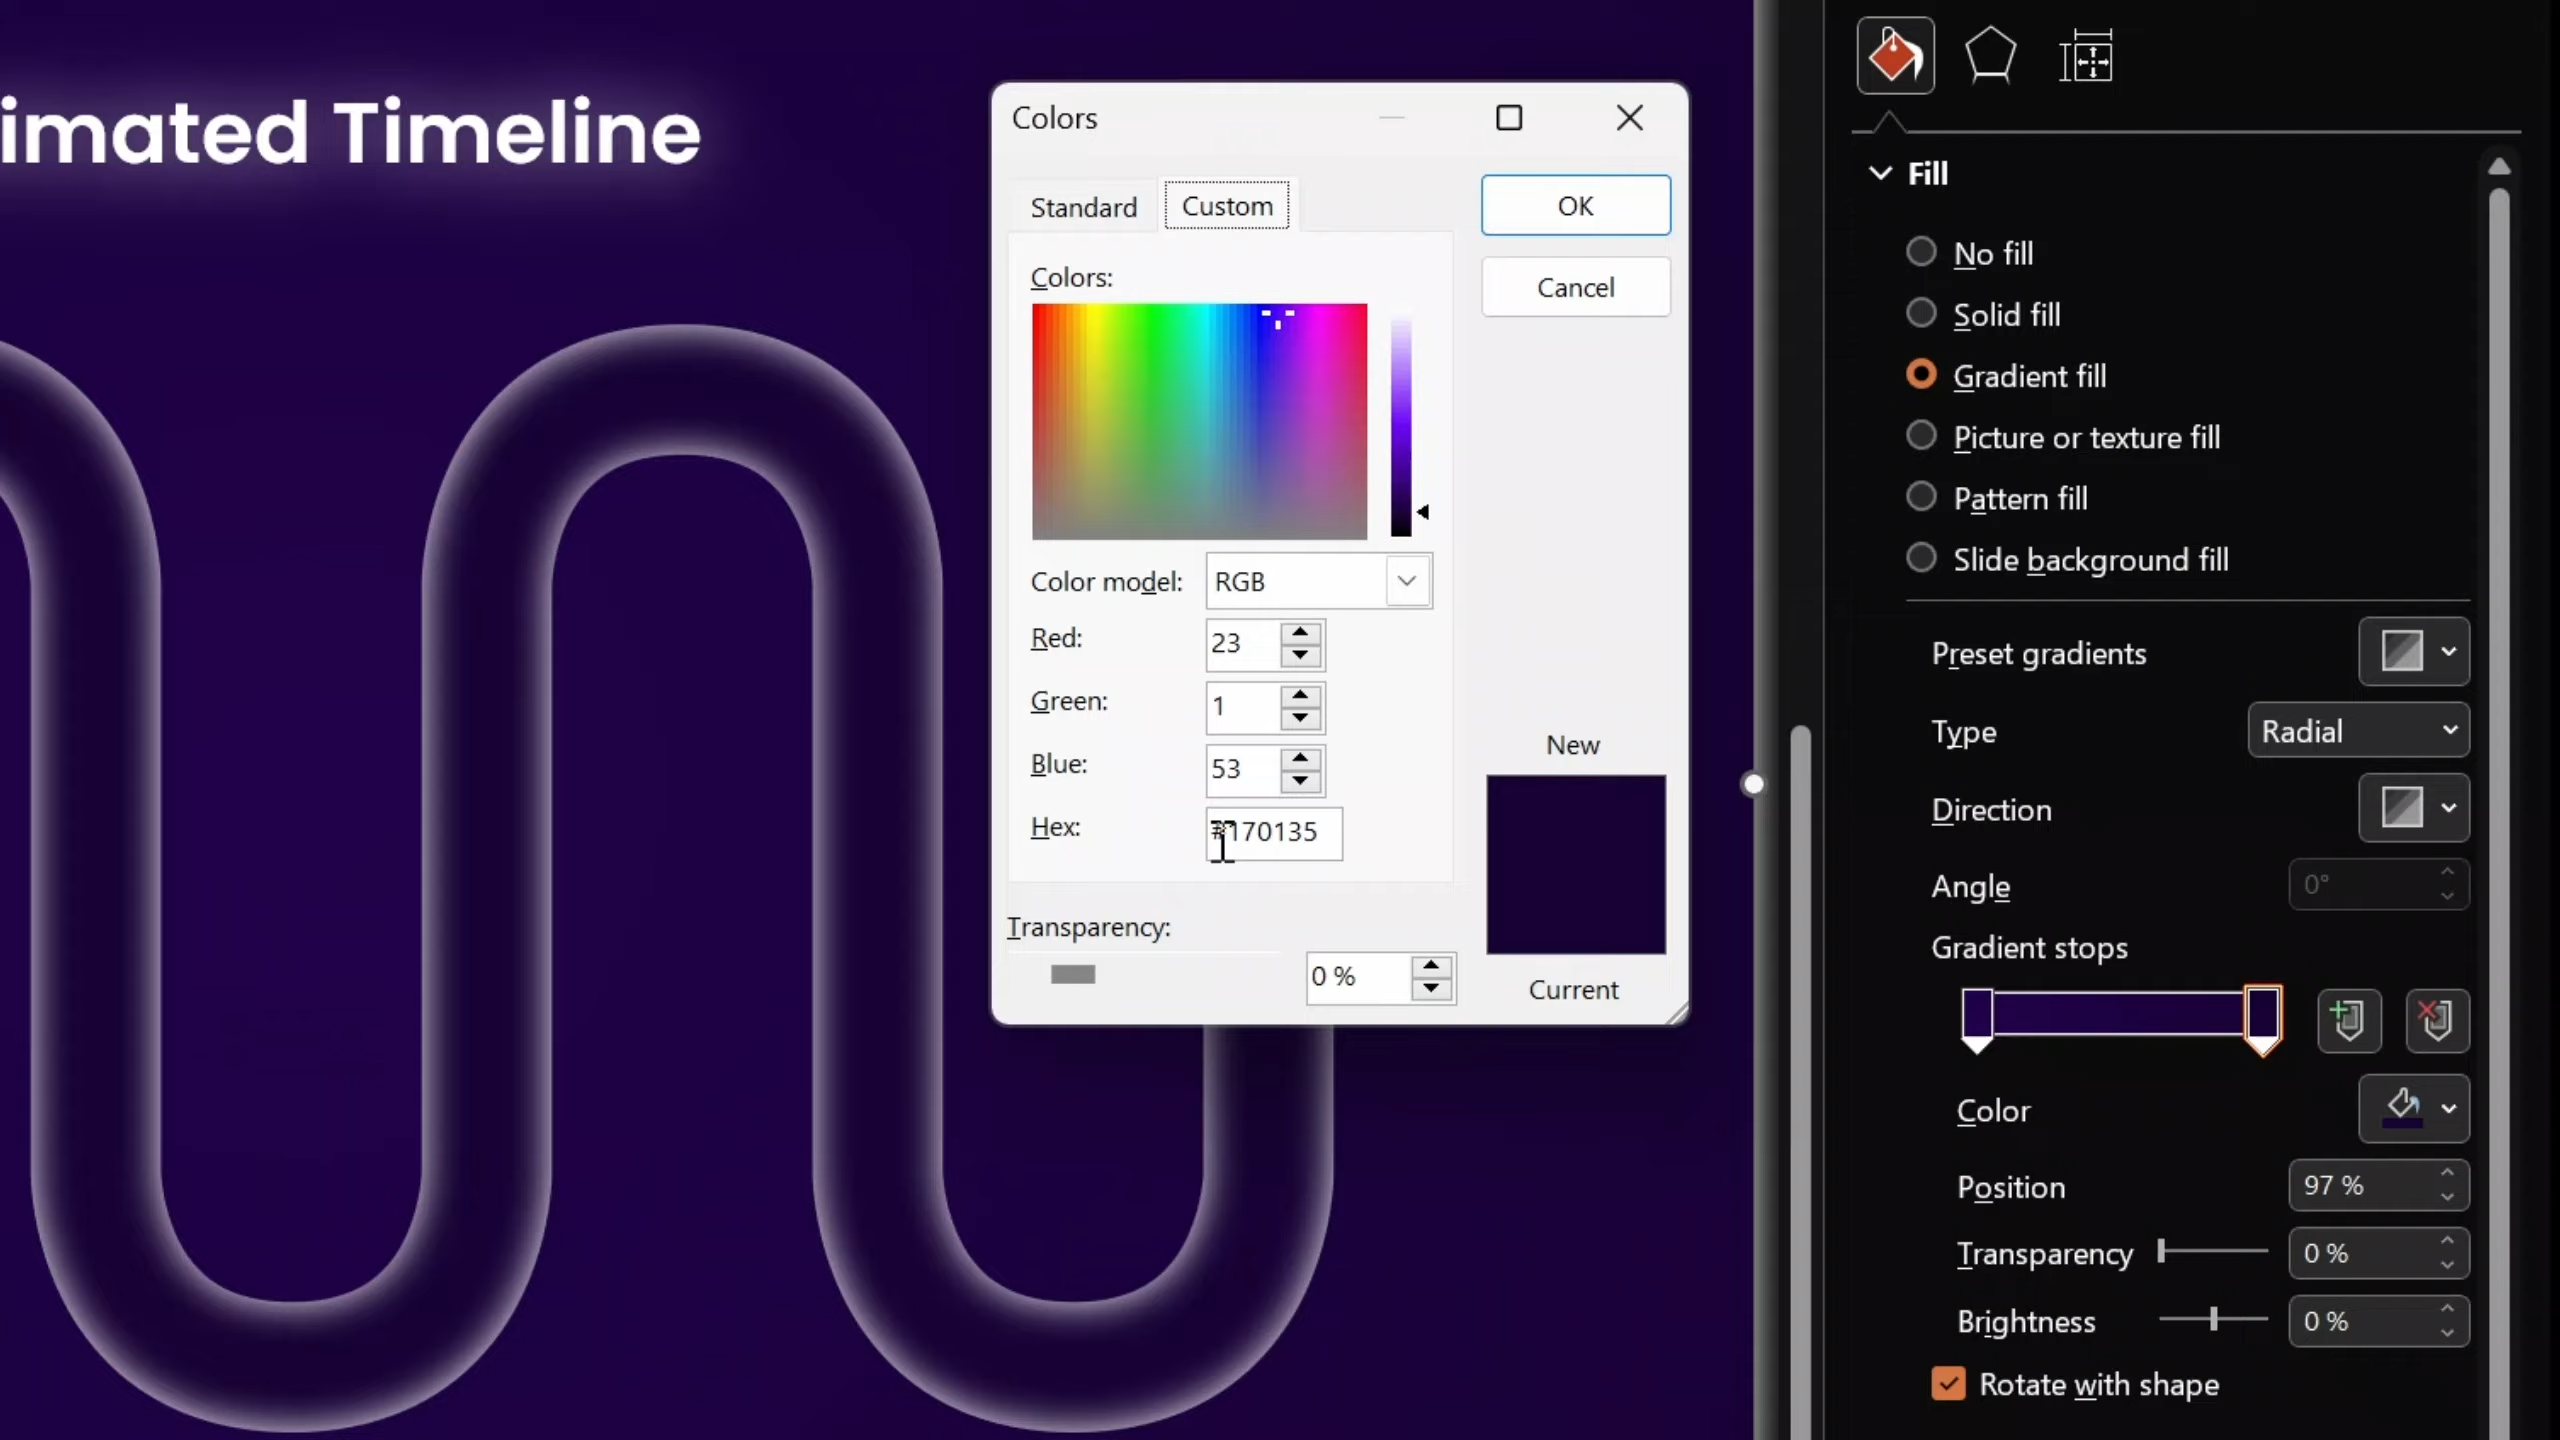 imated Timeline
Colors
Standard
Custom
OK
Cancel
Colors:
Color model:
RGB
Red:
23
Green:
1
Blue:
53
Hex:
#170135
Transparency:
0 %
New
Current
Fill
No fill
Solid fill
Gradient fill
Picture or texture fill
Pattern fill
Slide background fill
Preset gradients
Type
Radial
Direction
Angle
0°
Gradient stops
Color
Position
97 %
Transparency
0 %
Brightness
0 %
Rotate with shape